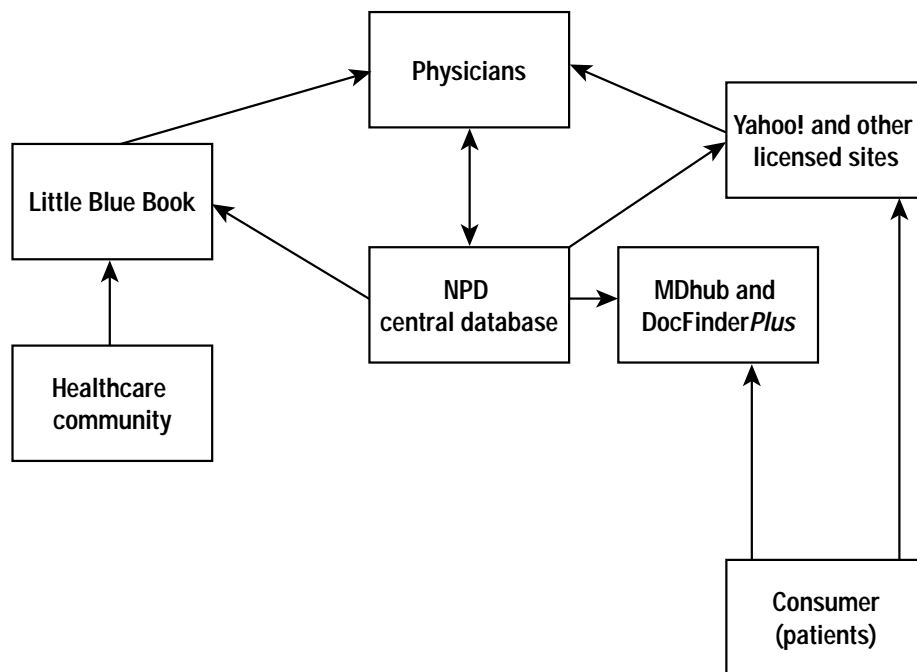 Physicians
Yahoo! and other
licensed sites
Little Blue Book
NPD
central database
MDhub and
DocFinderPlus
Healthcare
community
Consumer
(patients)